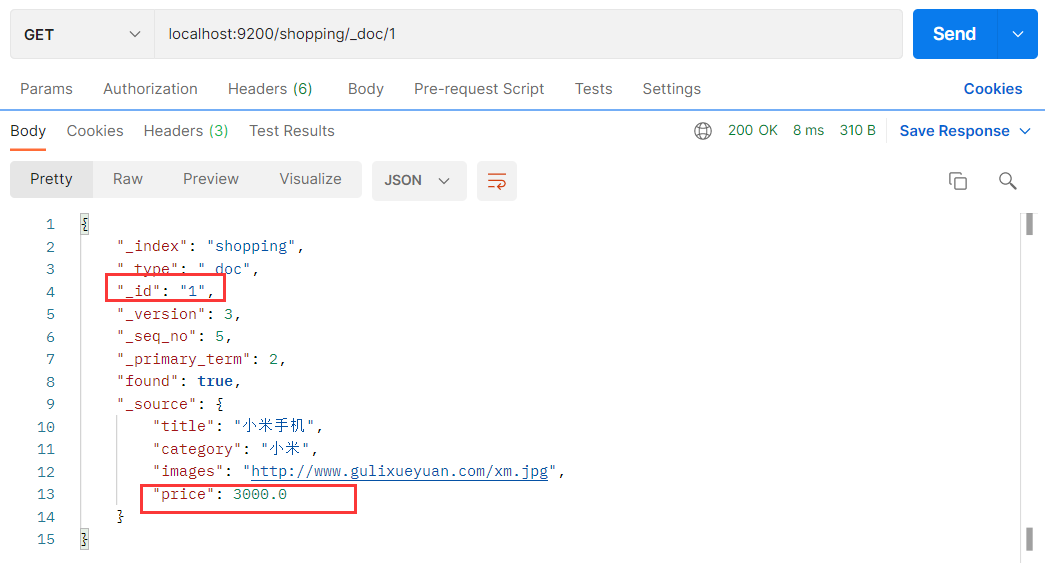 GET localhost:9200/shopping/_doc/1 Send
Params Authorization Headers (6) Body Pre-request Script Tests Settings Cookies
Body Cookies Headers (3) Test Results 200 OK 8 ms 310 B Save Response
Pretty Raw Preview Visualize JSON
1 {
2 "_index": "shopping",
3 "_type": "_doc",
4 "_id": "1",
5 "_version": 3,
6 "_seq_no": 5,
7 "_primary_term": 2,
8 "found": true,
9 "_source": {
10 "title": "小米手机",
11 "category": "小米",
12 "images": "http://www.gulixueyuan.com/xm.jpg",
13 "price": 3000.0
14 }
15 }